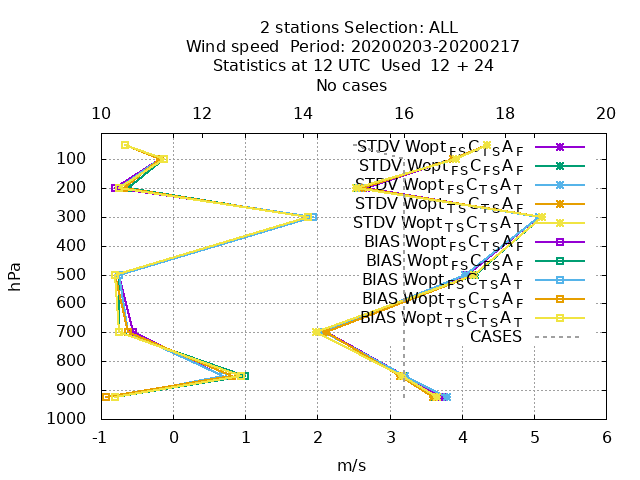 2 stations Selection: ALL
Wind speed  Period: 20200203-20200217
Statistics at 12 UTC  Used  12 + 24
No cases
10 12 14 16 18 20
STDV Wopt FS C TS A F
100
STDV Wopt FS C FS A F
200 STDV Wopt FS C TS A T
STDV Wopt TS C TS A F
300 STDV Wopt TS C TS A T
400 BIAS Wopt FS C TS A F
BIAS Wopt FS C FS A F
hPa 500 BIAS Wopt FS C TS A T
600 BIAS Wopt TS C TS A F
BIAS Wopt TS C TS A T
700 CASES
800
900
1000
-1 0 1 2 3 4 5 6
m/s